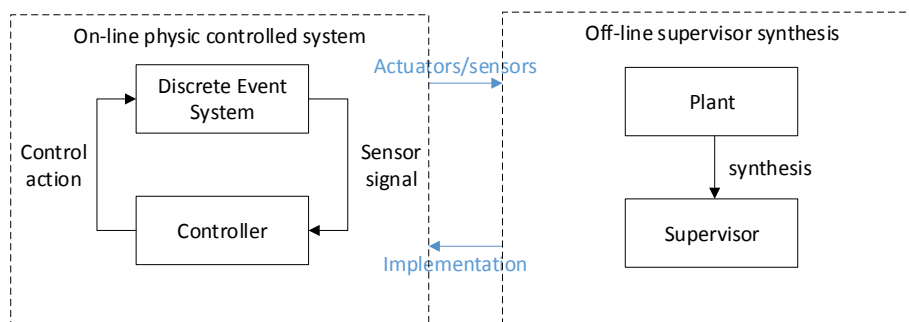 On-line physic controlled system
Discrete Event
System
Control
action
Sensor
signal
Controller
Actuators/sensors
Implementation
Off-line supervisor synthesis
Plant
synthesis
Supervisor